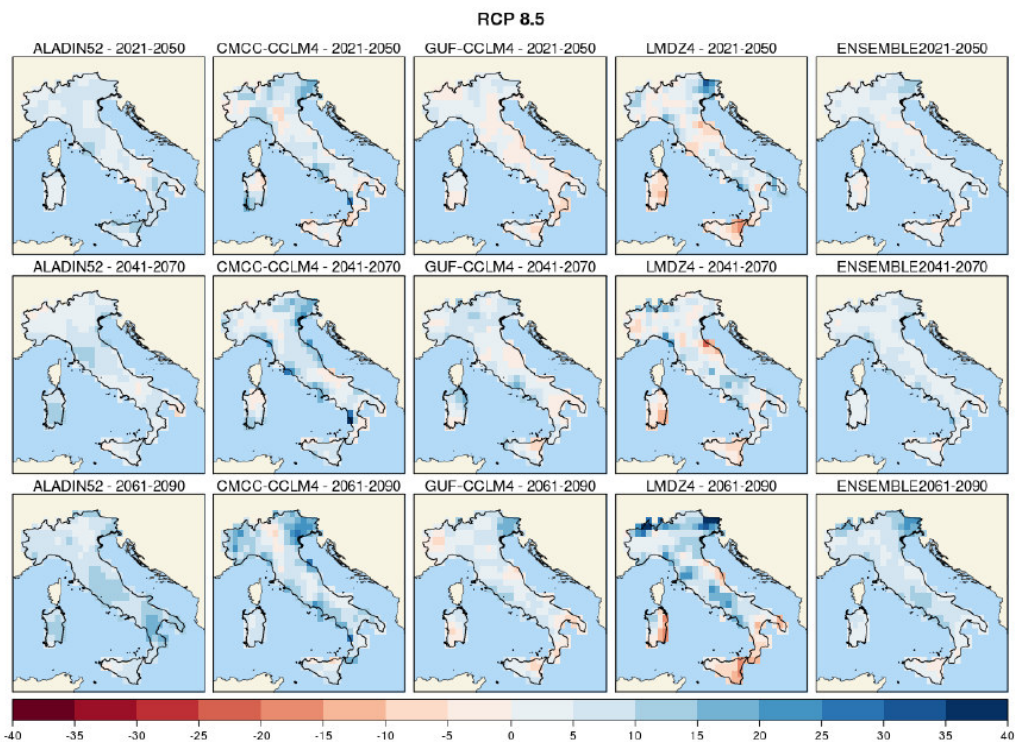 RCP 8.5
ALADIN52 - 2021-2050 CMCC-CCLM4 - 2021-2050 GUF-CCLM4 - 2021-2050 LMDZ4 - 2021-2050 ENSEMBLE2021-2050
ALADIN52 - 2041-2070 CMCC-CCLM4 - 2041-2070 GUF-CCLM4 - 2041-2070 LMDZ4 - 2041-2070 ENSEMBLE2041-2070
ALADIN52 - 2061-2090 CMCC-CCLM4 - 2061-2090 GUF-CCLM4 - 2061-2090 LMDZ4 - 2061-2090 ENSEMBLE2061-2090
-40 -35 -30 -25 -20 -15 -10 -5 0 5 10 15 20 25 30 35 40